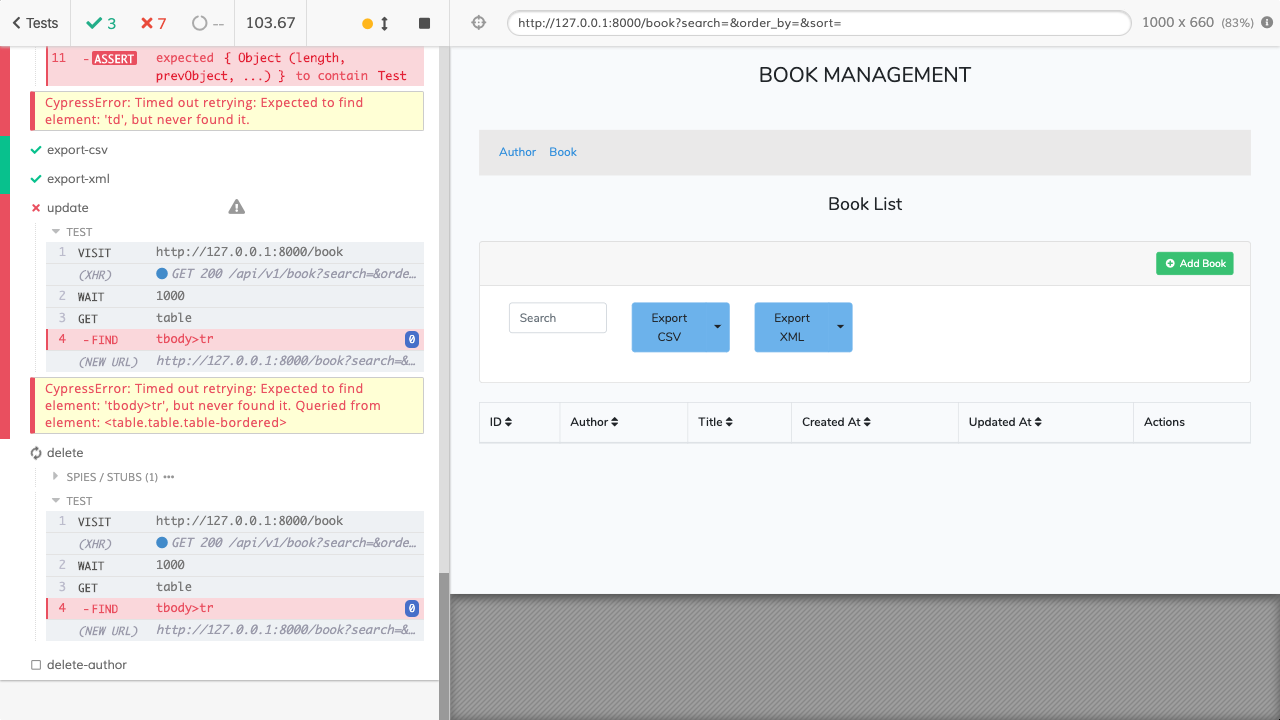 Tests 3 7 -- 103.67
http://127.0.0.1:8000/book?search=&order_by=&sort= 1000 x 660 (83%)
11 - ASSERT expected { Object (length,
prevObject, ...) } to contain Test
CypressError: Timed out retrying: Expected to find
element: 'td', but never found it.
export-csv
export-xml
update
TEST
1 VISIT http://127.0.0.1:8000/book
(XHR) GET 200 /api/v1/book?search=&orde...
2 WAIT 1000
3 GET table
4 - FIND tbody>tr 0
(NEW URL) http://127.0.0.1:8000/book?search=&...
CypressError: Timed out retrying: Expected to find
element: 'tbody>tr', but never found it. Queried from
element: <table.table.table-bordered>
delete
SPIES / STUBS (1) •••
TEST
1 VISIT http://127.0.0.1:8000/book
(XHR) GET 200 /api/v1/book?search=&orde...
2 WAIT 1000
3 GET table
4 - FIND tbody>tr 0
(NEW URL) http://127.0.0.1:8000/book?search=&...
delete-author
BOOK MANAGEMENT
Author Book
Book List
Add Book
Search
Export
CSV
Export
XML
ID Author Title Created At Updated At Actions